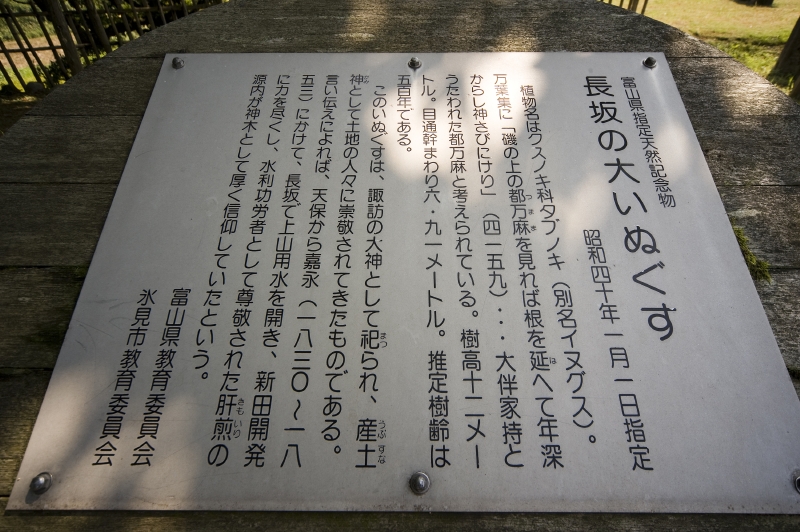 富山県指定天然記念物
長坂の大いぬぐす
昭和四十年一月一日指定
植物名はクスノキ科タブノキ（別名イヌグス）。
万葉集に「磯の上の都万麻を見れば根を延へて年深
からし神さびにけり」（四一五九）‥・大伴家持と
うたわれた都万麻と考えられている。樹高十二メー
トル。目通幹まわり六・九一メートル。推定樹齢は
五百年である。
このいぬぐすは、諏訪の大神として祀られ、産土
神として土地の人々に崇敬されてきたものである。
言い伝えによれば、天保から嘉永（一八三〇〜一八
五三）にかけて、長坂で上山用水を開き、新田開発
に力を尽くし、水利功労者として尊敬された肝煎の
源内が神木として厚く信仰していたという。
富山県教育委員会
氷見市教育委員会